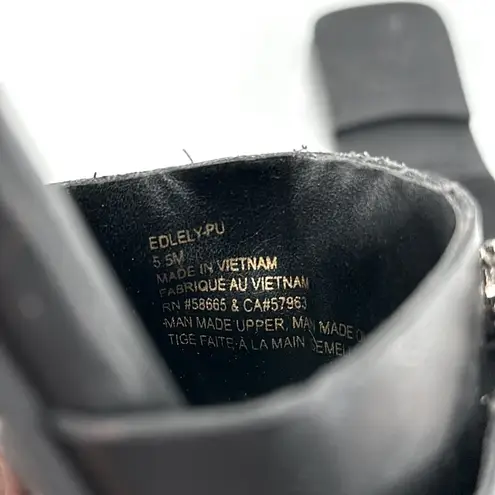 EDLELY-PU
5.5M
MADE IN VIETNAM
FABRIQUÉ AU VIETNAM
RN #58665 & CA#57963
-MAN MADE UPPER, MAN MADE
TIGE FAITE À LA MAIN SEMEL